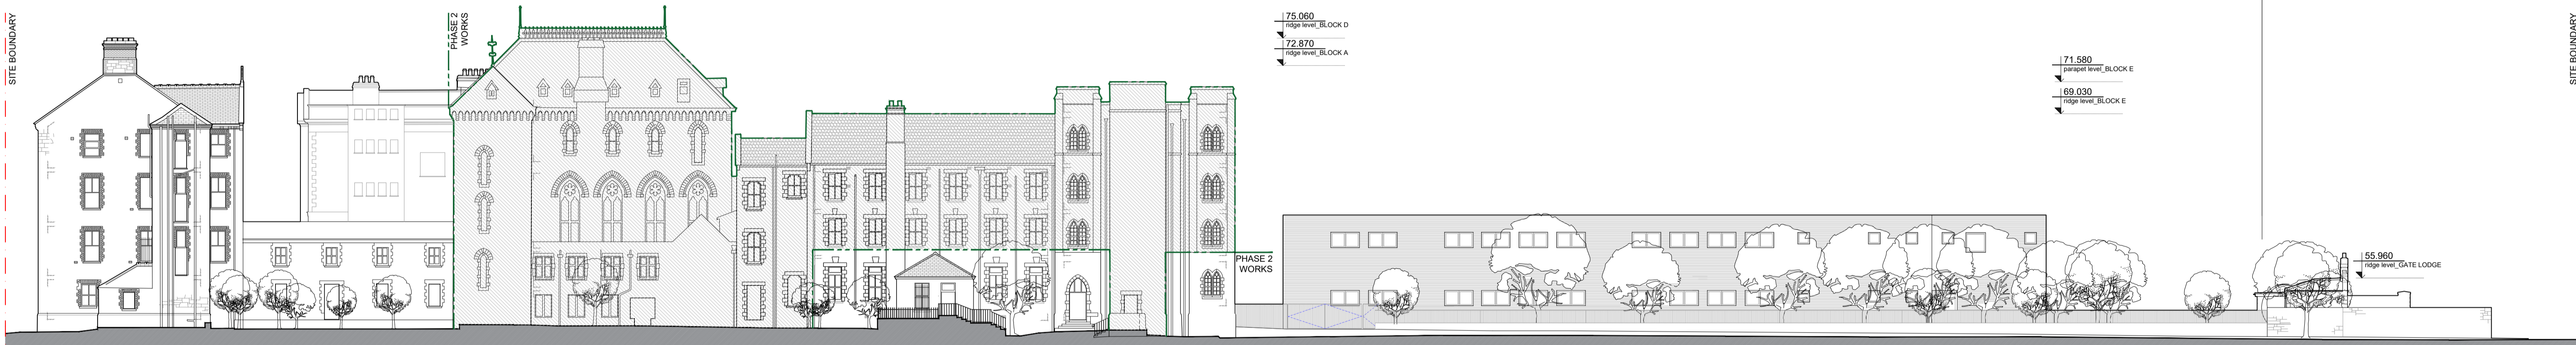 SITE BOUNDARY
PHASE 2
WORKS
75.060
ridge level_BLOCK D
72.870
ridge level_BLOCK A
71.580
parapet level_BLOCK E
69.030
ridge level_BLOCK E
SITE BOUNDARY
PHASE 2
WORKS
55.960
ridge level_GATE LODGE